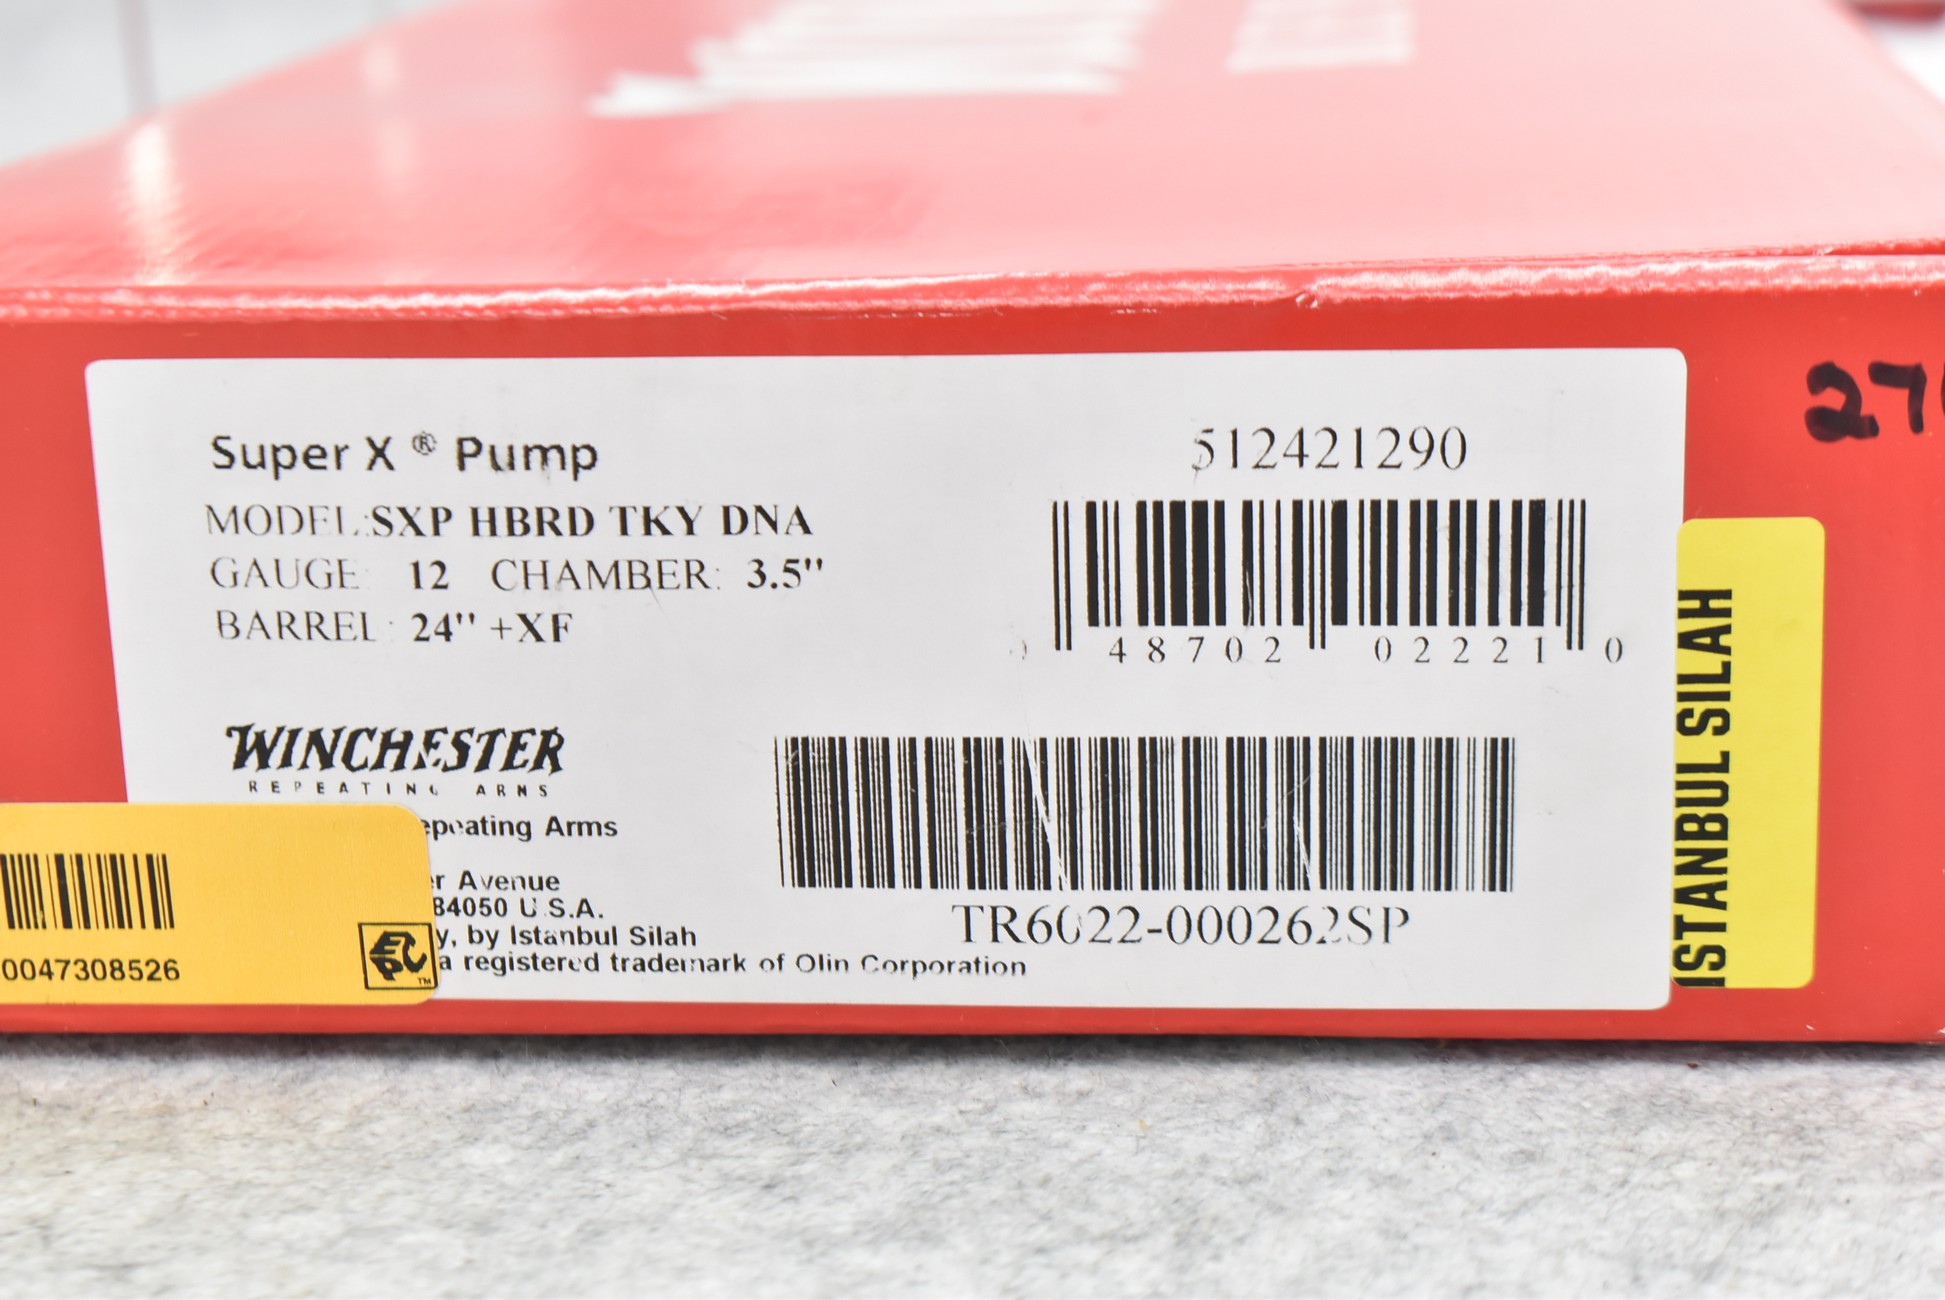 Super X ® Pump
MODEL:SXP HBRD TKY DNA
GAUGE: 12 CHAMBER: 3.5"
BARREL: 24" +XF
512421290
48702 02221 0
WINCHESTER
REPEATING ARMS
epeating Arms
r Avenue
84050 U.S.A.
y, by Istanbul Silah
a registered trademark of Olin Corporation
TR6022-000262SP
0047308526
EPC™
ISTANBUL SILAH
27